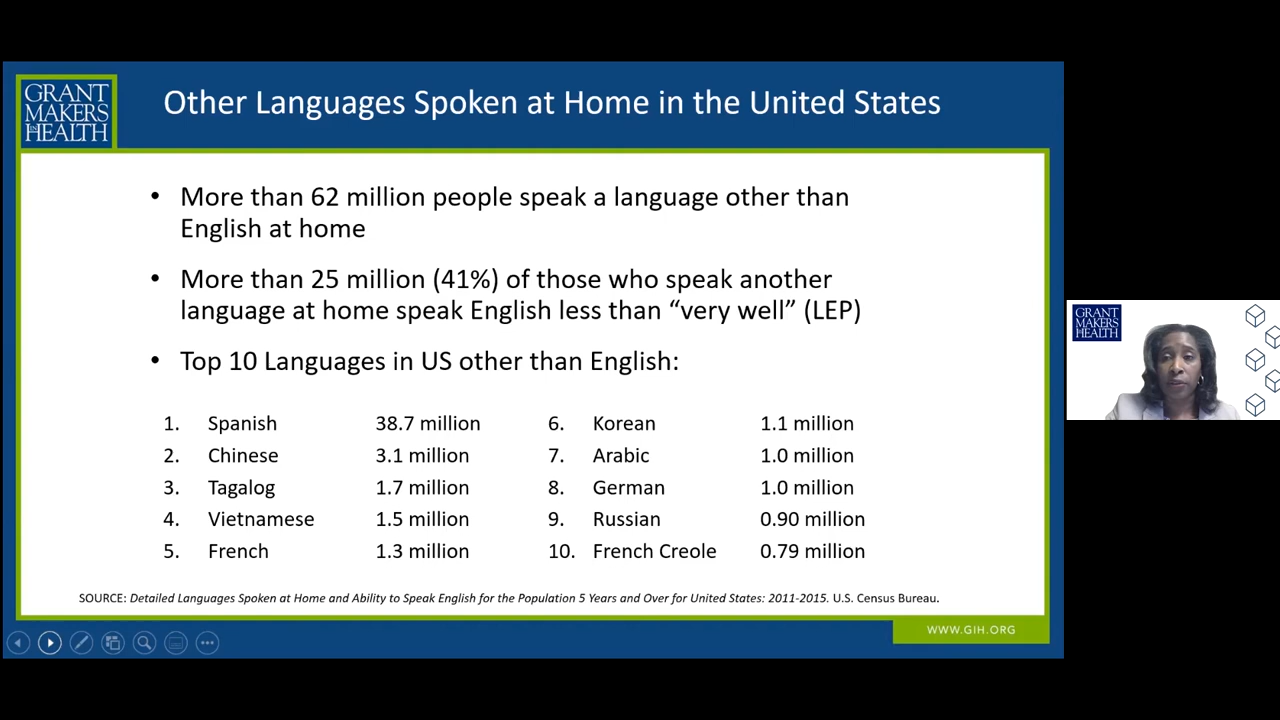 GRANT
MAKERS
IN
HEALTH
Other Languages Spoken at Home in the United States
• More than 62 million people speak a language other than
English at home
• More than 25 million (41%) of those who speak another
language at home speak English less than “very well” (LEP)
• Top 10 Languages in US other than English:
1. Spanish 38.7 million
2. Chinese 3.1 million
3. Tagalog 1.7 million
4. Vietnamese 1.5 million
5. French 1.3 million
6. Korean 1.1 million
7. Arabic 1.0 million
8. German 1.0 million
9. Russian 0.90 million
10. French Creole 0.79 million
SOURCE: Detailed Languages Spoken at Home and Ability to Speak English for the Population 5 Years and Over for United States: 2011-2015. U.S. Census Bureau.
WWW.GIH.ORG
GRANT
MAKERS
IN
HEALTH